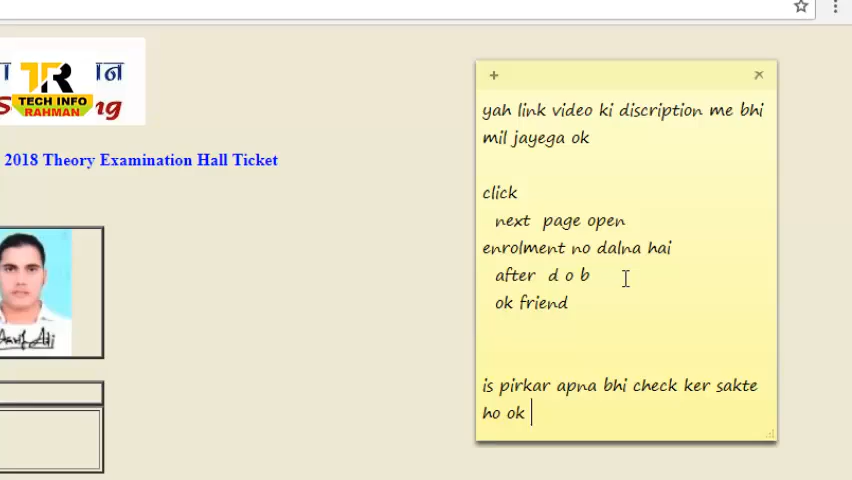 TR
TECH INFO
RAHMAN
ng
2018 Theory Examination Hall Ticket
yah link video ki discription me bhi
mil jayega ok
click
next page open
enrolment no dalna hai
after d o b
ok friend
is pirkar apna bhi check ker sakte
ho ok